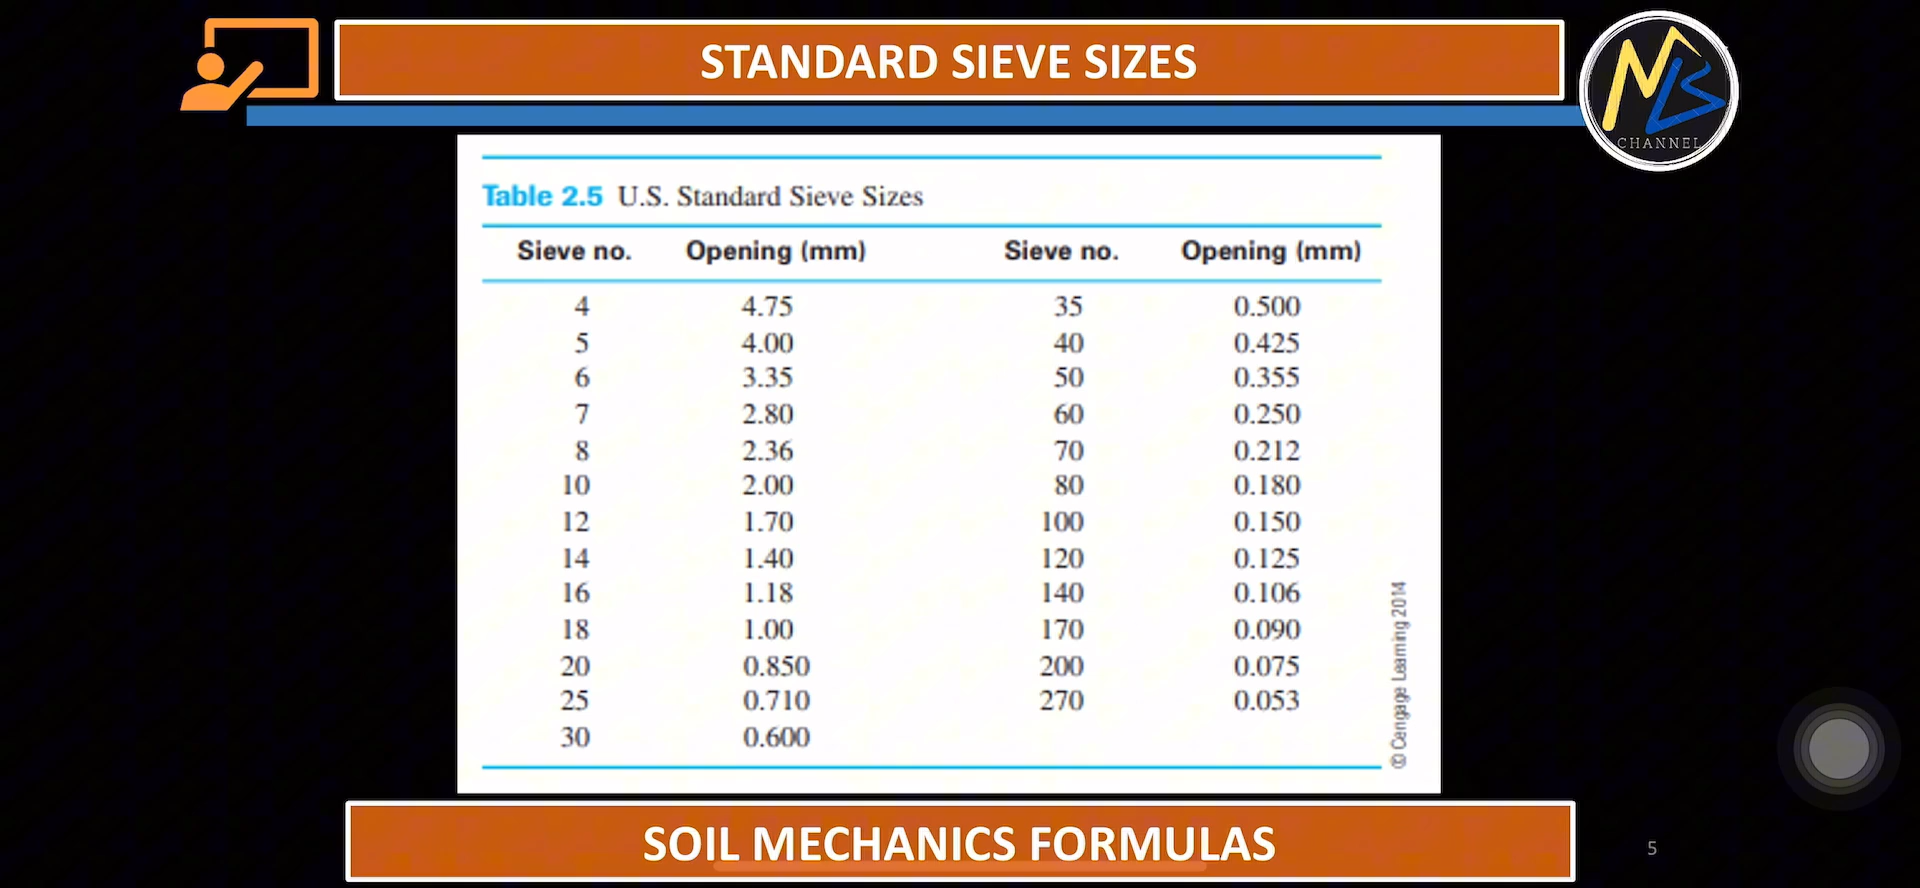 STANDARD SIEVE SIZES
CHANNEL
Table 2.5 U.S. Standard Sieve Sizes
Sieve no. Opening (mm) Sieve no. Opening (mm)
4 4.75 35 0.500
5 4.00 40 0.425
6 3.35 50 0.355
7 2.80 60 0.250
8 2.36 70 0.212
10 2.00 80 0.180
12 1.70 100 0.150
14 1.40 120 0.125
16 1.18 140 0.106
18 1.00 170 0.090
20 0.850 200 0.075
25 0.710 270 0.053
30 0.600
© Cengage Learning 2014
SOIL MECHANICS FORMULAS
5